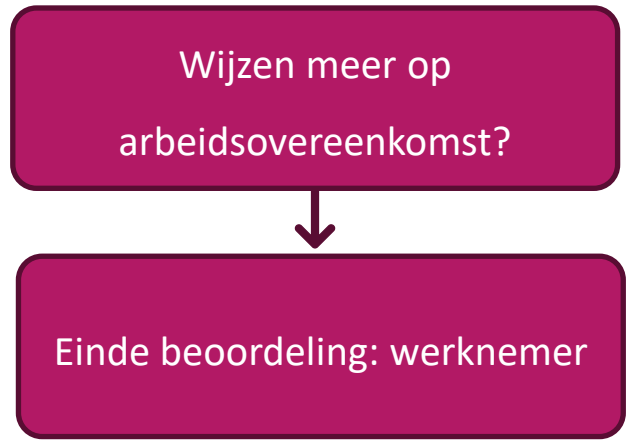 Wijzen meer op
arbeidsovereenkomst?
Einde beoordeling: werknemer